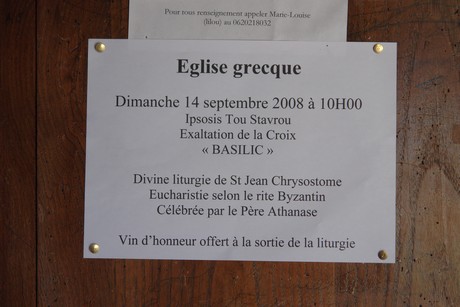 Pour tous renseignement appeler Marie-Louise
(lilou) au 0620218032
Eglise grecque
Dimanche 14 septembre 2008 à 10H00
Ipsosis Tou Stavrou
Exaltation de la Croix
« BASILIC »
Divine liturgie de St Jean Chrysostome
Eucharistie selon le rite Byzantin
Célébrée par le Père Athanase
Vin d'honneur offert à la sortie de la liturgie